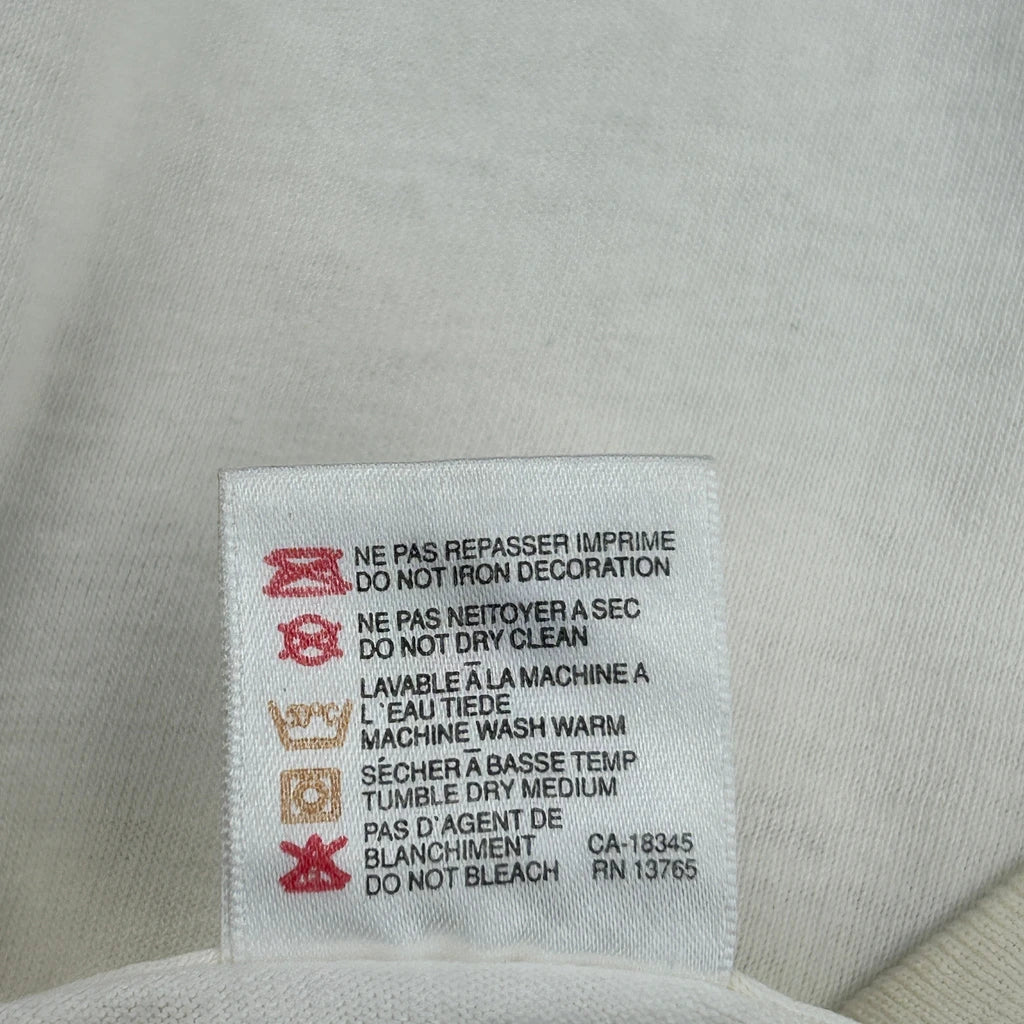 NE PAS REPASSER IMPRIME
DO NOT IRON DECORATION
NE PAS NEITOYER A SEC
DO NOT DRY CLEAN
LAVABLE À LA MACHINE A
L'EAU TIEDE
MACHINE WASH WARM
SÉCHER À BASSE TEMP
TUMBLE DRY MEDIUM
PAS D'AGENT DE
BLANCHIMENT
DO NOT BLEACH
CA-18345
RN 13765